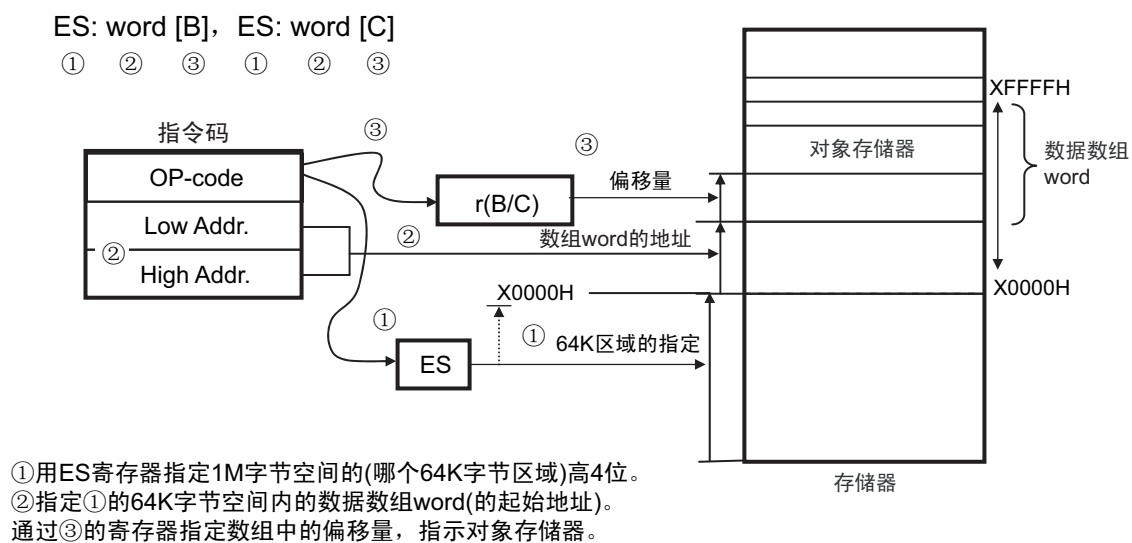 ES: word [B]，ES: word [C]
① ② ③ ① ② ③
XFFFFH
指令码
③
③
对象存储器
数据数组
word
OP-code
偏移量
r(B/C)
Low Addr.
②
数组word的地址
②
High Addr.
X0000H
X0000H
①
①
64K区域的指定
ES
存储器
①用ES寄存器指定1M字节空间的(哪个64K字节区域)高4位。
②指定①的64K字节空间内的数据数组word(的起始地址)。
通过③的寄存器指定数组中的偏移量，指示对象存储器。